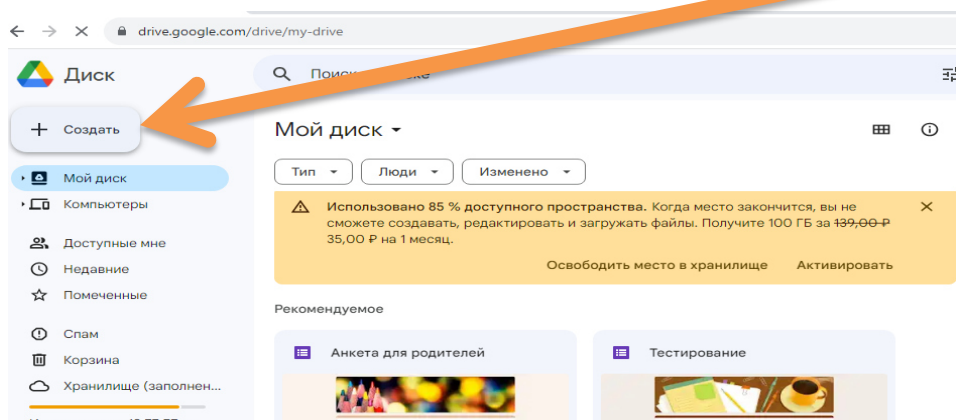 drive.google.com/drive/my-drive
Диск
Создать
Мой диск
Компьютеры
Доступные мне
Недавние
Помеченные
Спам
Корзина
Хранилище (заполнен...
Мой диск
Тип
Люди
Изменено
Использовано 85 % доступного пространства. Когда место закончится, вы не
сможете создавать, редактировать и загружать файлы. Получите 100 ГБ за 139,00 ₽
35,00 ₽ на 1 месяц.
Освободить место в хранилище Активировать
Рекомендуемое
Анкета для родителей
Тестирование